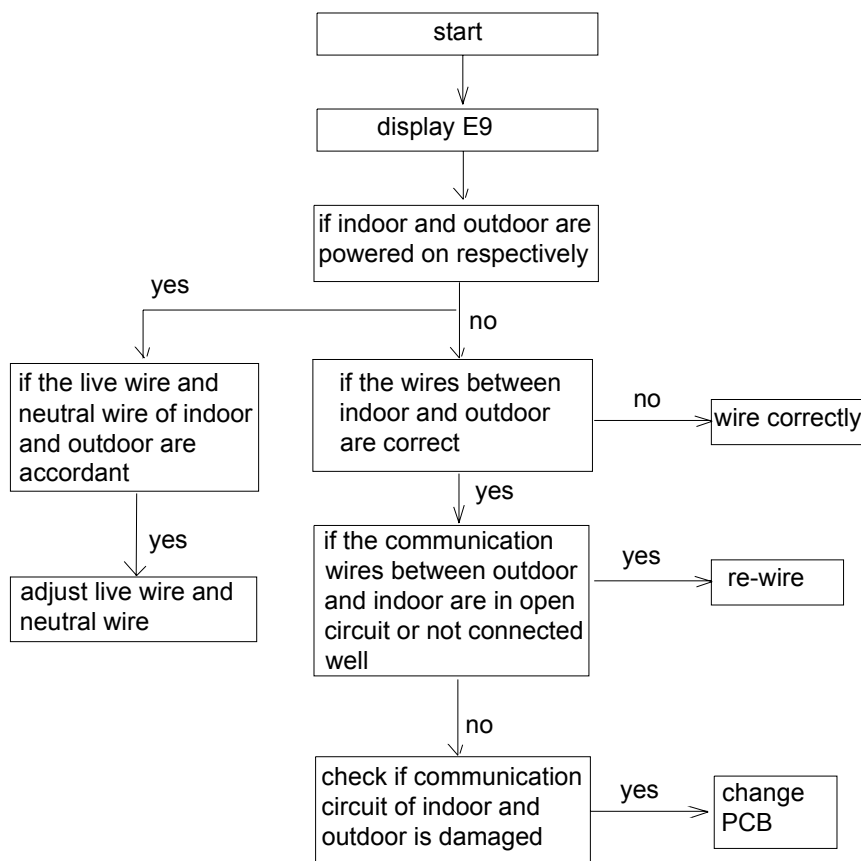 start
display E9
if indoor and outdoor are
powered on respectively
yes
no
if the live wire and
neutral wire of indoor
and outdoor are
accordant
if the wires between
indoor and outdoor
are correct
no
wire correctly
yes
yes
adjust live wire and
neutral wire
if the communication
wires between outdoor
and indoor are in open
circuit or not connected
well
yes
re-wire
no
check if communication
circuit of indoor and
outdoor is damaged
yes
change
PCB